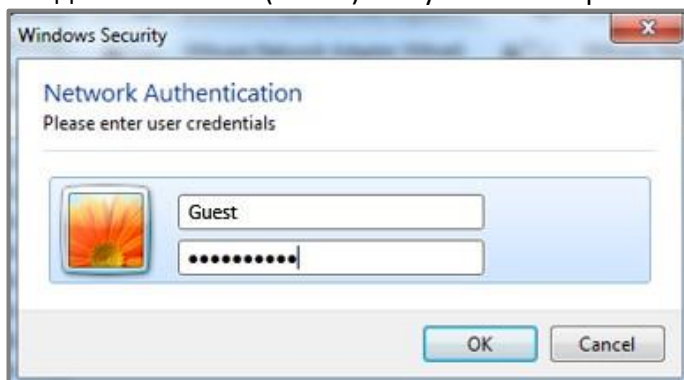 Windows Security
Network Authentication
Please enter user credentials
Guest
••••••••••
OK Cancel